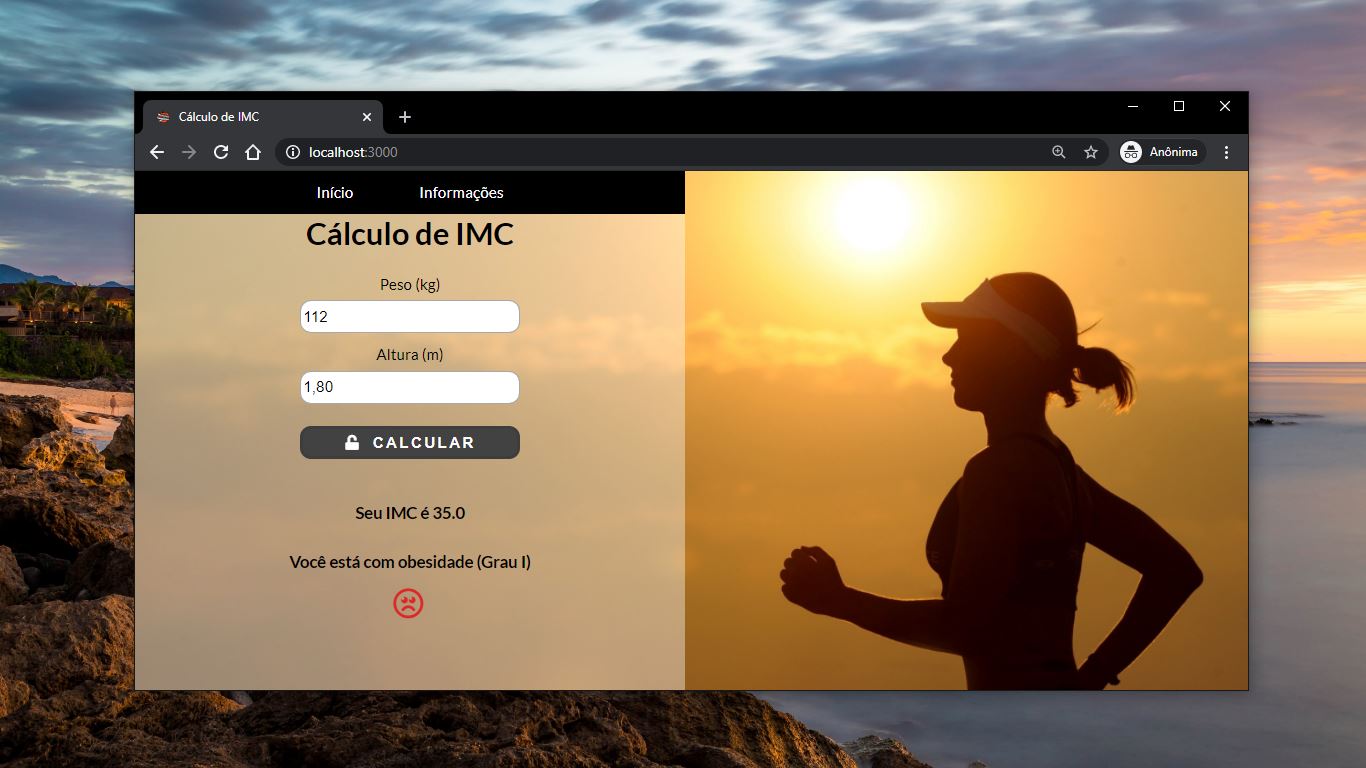 Cálculo de IMC
localhost:3000
Anônima
Início
Informações
Cálculo de IMC
Peso (kg)
112
Altura (m)
1,80
CALCULAR
Seu IMC é 35.0
Você está com obesidade (Grau I)